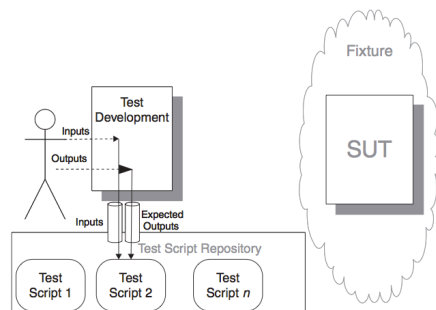 Fixture
Test
Development
Inputs
Outputs
SUT
Inputs
Expected
Outputs
Test Script Repository
Test
Script 1
Test
Script 2
Test
Script n